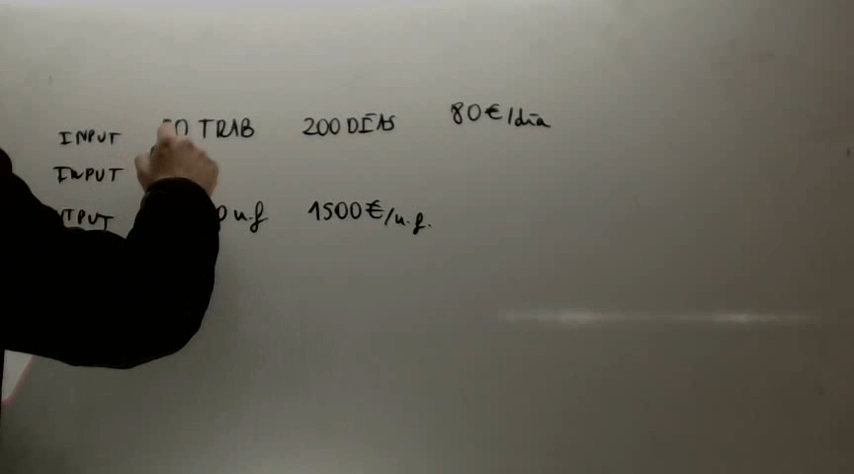 INPUT TRAB 200 DÍAS 80€/día
INPUT
u.f 1500€/u.f.